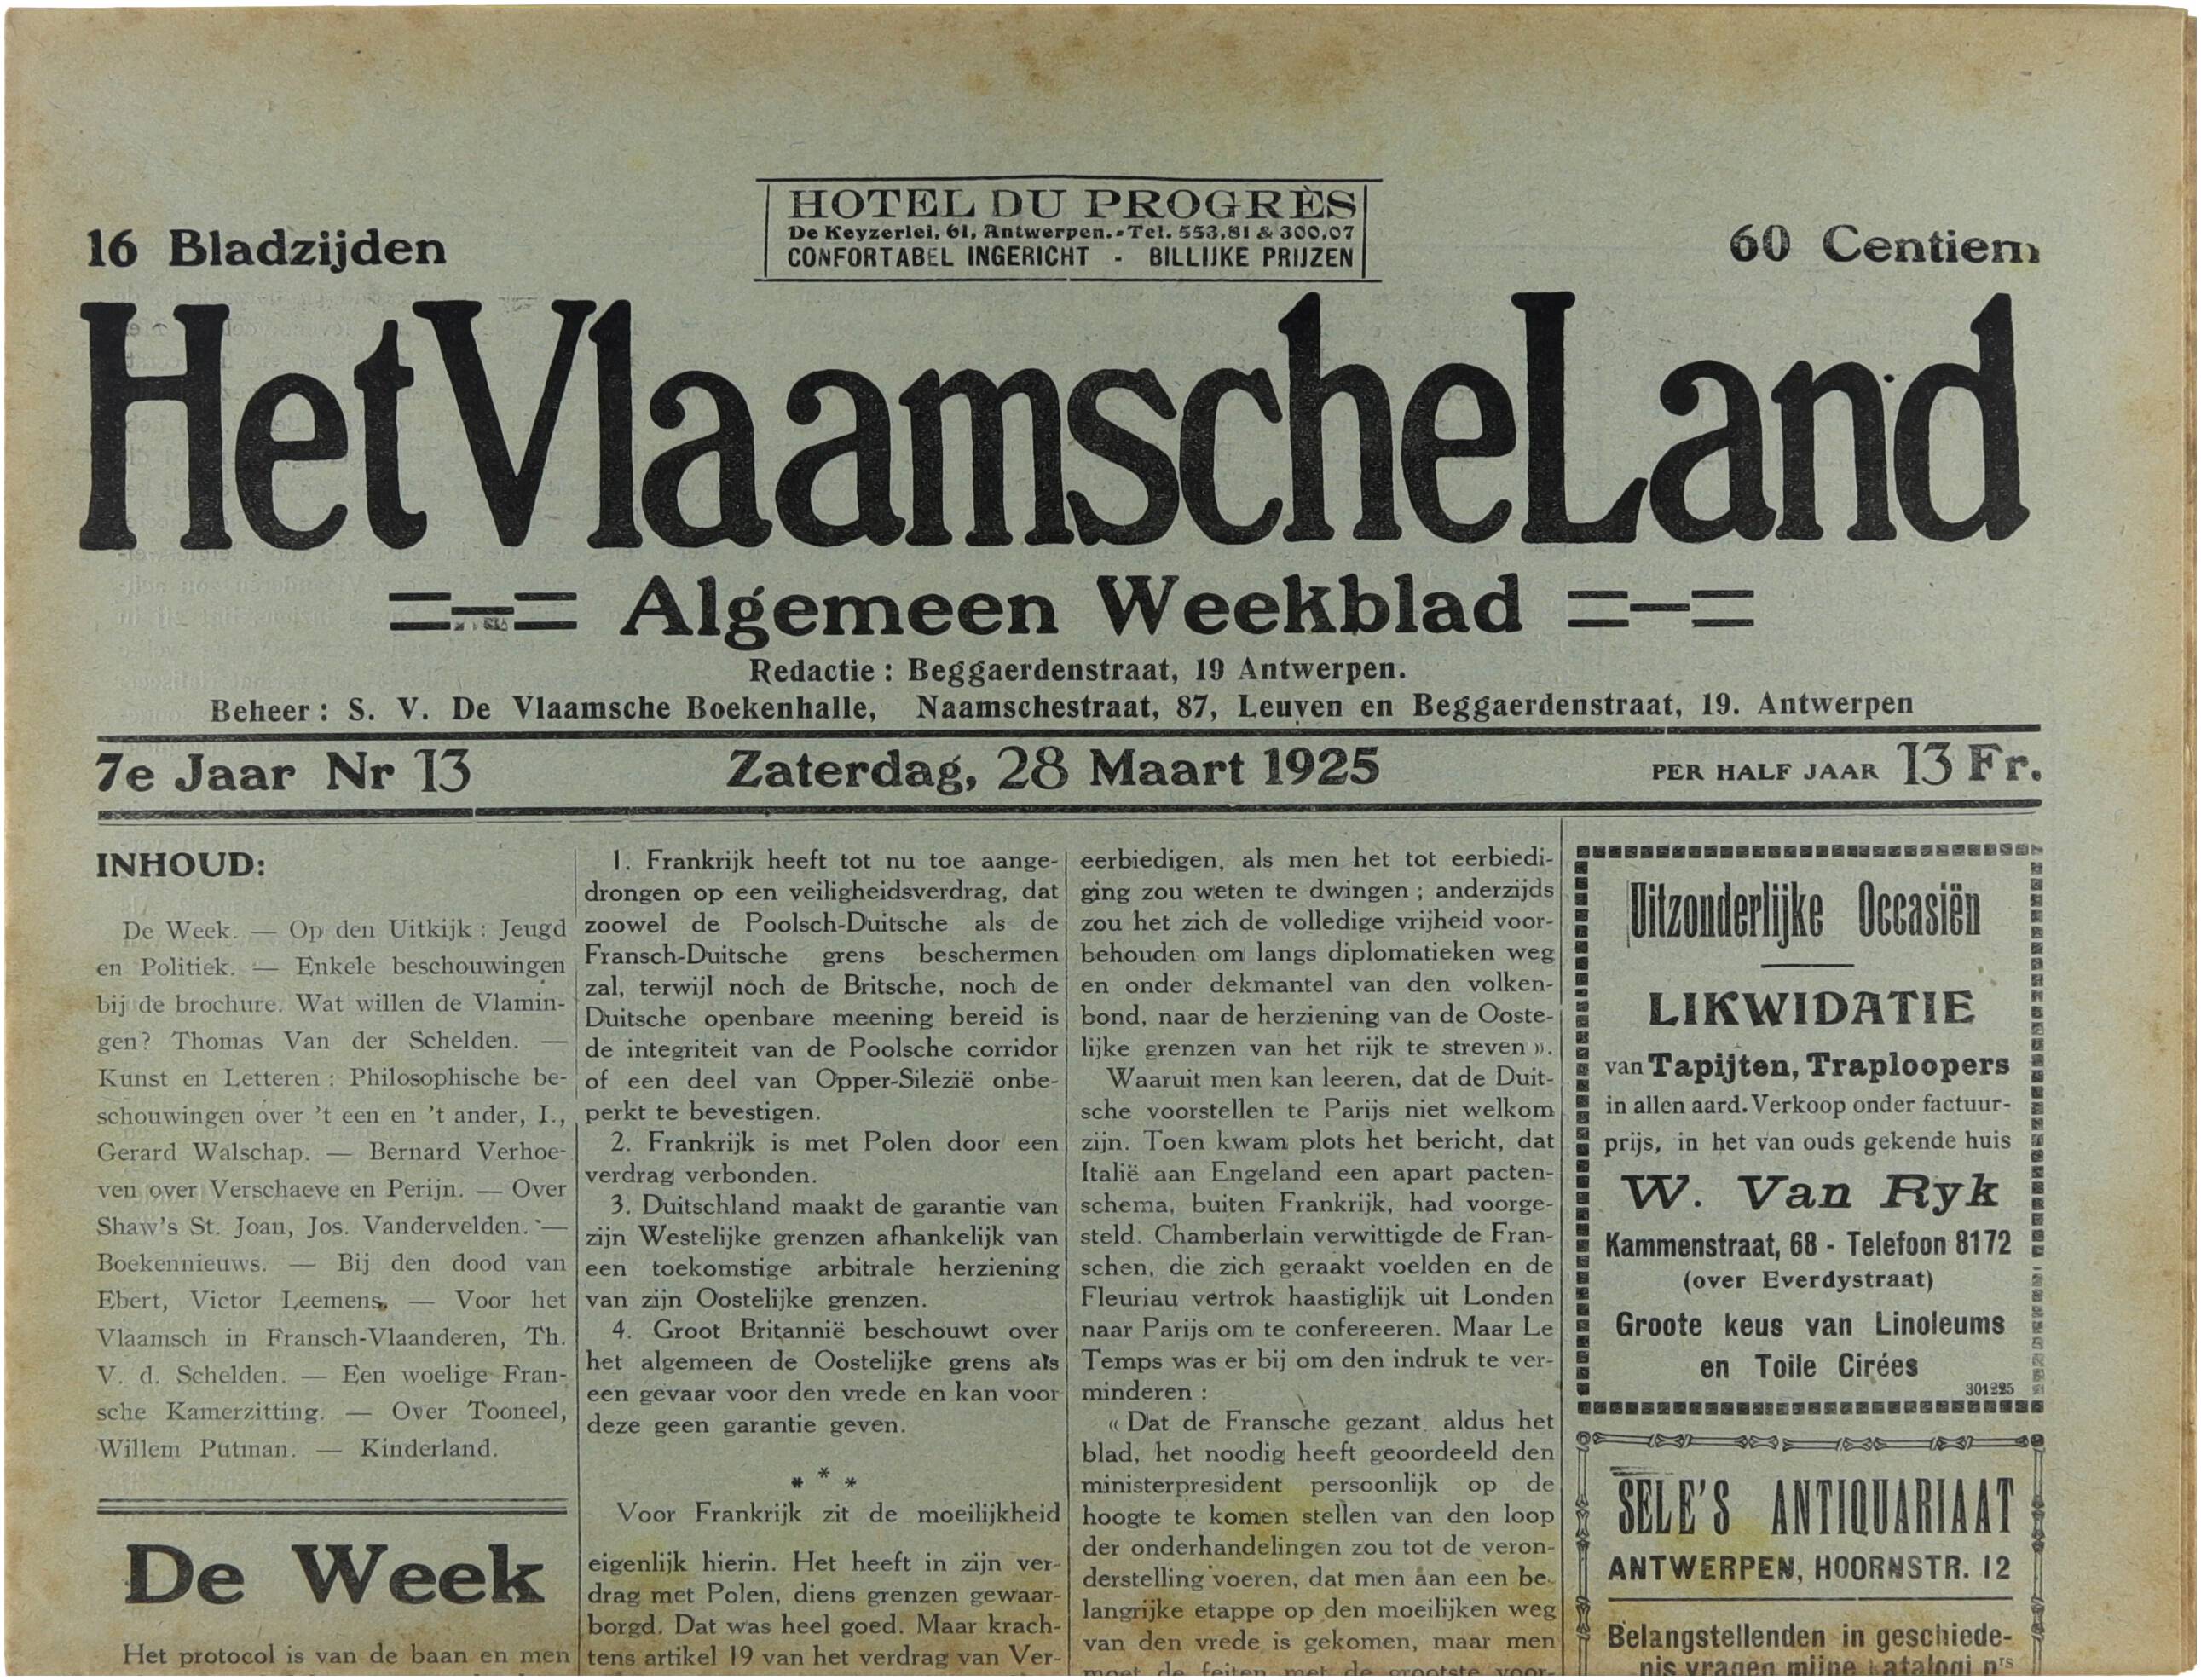 HOTEL DU PROGRÈS
De Keyzerlei, 61, Antwerpen.-Tel. 553,81 & 300,07
CONFORTABEL INGERICHT - BILLIJKE PRIJZEN
16 Bladzijden
60 Centiem
Het Vlaamsche Land
Algemeen Weekblad
Redactie : Beggaerdenstraat, 19 Antwerpen.
Beheer : S. V. De Vlaamsche Boekenhalle, Naamschestraat, 87, Leuven en Beggaerdenstraat, 19. Antwerpen
7e Jaar Nr 13
Zaterdag, 28 Maart 1925
PER HALF JAAR 13 Fr.
INHOUD:
De Week. — Op den Uitkijk : Jeugd
en Politiek. — Enkele beschouwingen
bij de brochure. Wat willen de Vlamin-
gen? Thomas Van der Schelden. —
Kunst en Letteren : Philosophische be-
schouwingen over 't een en 't ander, I.,
Gerard Walschap. — Bernard Verhoe-
ven over Verschaeve en Perijn. — Over
Shaw's St. Joan, Jos. Vandervelden. —
Boekennieuws. — Bij den dood van
Ebert, Victor Leemens, — Voor het
Vlaamsch in Fransch-Vlaanderen, Th.
V. d. Schelden. — Een woelige Fran-
sche Kamerzitting. — Over Tooneel,
Willem Putman. — Kinderland.
De Week
Het protocol is van de baan en men
1. Frankrijk heeft tot nu toe aange-
drongen op een veiligheidsverdrag, dat
zoowel de Poolsch-Duitsche als de
Fransch-Duitsche grens beschermen
zal, terwijl noch de Britsche, noch de
Duitsche openbare meening bereid is
de integriteit van de Poolsche corridor
of een deel van Opper-Silezië onbe-
perkt te bevestigen.
2. Frankrijk is met Polen door een
verdrag verbonden.
3. Duitschland maakt de garantie van
zijn Westelijke grenzen afhankelijk van
een toekomstige arbitrale herziening
van zijn Oostelijke grenzen.
4. Groot Britannië beschouwt over
het algemeen de Oostelijke grens als
een gevaar voor den vrede en kan voor
deze geen garantie geven.
* * *
Voor Frankrijk zit de moeilijkheid
eigenlijk hierin. Het heeft in zijn ver-
drag met Polen, diens grenzen gewaar-
borgd. Dat was heel goed. Maar krach-
tens artikel 19 van het verdrag van Ver-
eerbiedigen, als men het tot eerbiedi-
ging zou weten te dwingen ; anderzijds
zou het zich de volledige vrijheid voor-
behouden om langs diplomatieken weg
en onder dekmantel van den volken-
bond, naar de herziening van de Ooste-
lijke grenzen van het rijk te streven ».
Waaruit men kan leeren, dat de Duit-
sche voorstellen te Parijs niet welkom
zijn. Toen kwam plots het bericht, dat
Italië aan Engeland een apart pacten-
schema, buiten Frankrijk, had voorge-
steld. Chamberlain verwittigde de Fran-
schen, die zich geraakt voelden en de
Fleuriau vertrok haastiglijk uit Londen
naar Parijs om te confereeren. Maar Le
Temps was er bij om den indruk te ver-
minderen :
« Dat de Fransche gezant aldus het
blad, het noodig heeft geoordeeld den
ministerpresident persoonlijk op de
hoogte te komen stellen van den loop
der onderhandelingen zou tot de veron-
derstelling voeren, dat men aan een be-
langrijke etappe op den moeilijken weg
van den vrede is gekomen, maar men
moet de feiten met de grootste voor-
Uitzonderlijke Occasiën
LIKWIDATIE
van Tapijten, Traploopers
in allen aard. Verkoop onder factuur-
prijs, in het van ouds gekende huis
W. Van Ryk
Kammenstraat, 68 - Telefoon 8172
(over Everdystraat)
Groote keus van Linoleums
en Toile Cirées
301225
SELE'S ANTIQUARIAAT
ANTWERPEN, HOORNSTR. 12
Belangstellenden in geschiede-
nis vragen mijne katalogi nrs